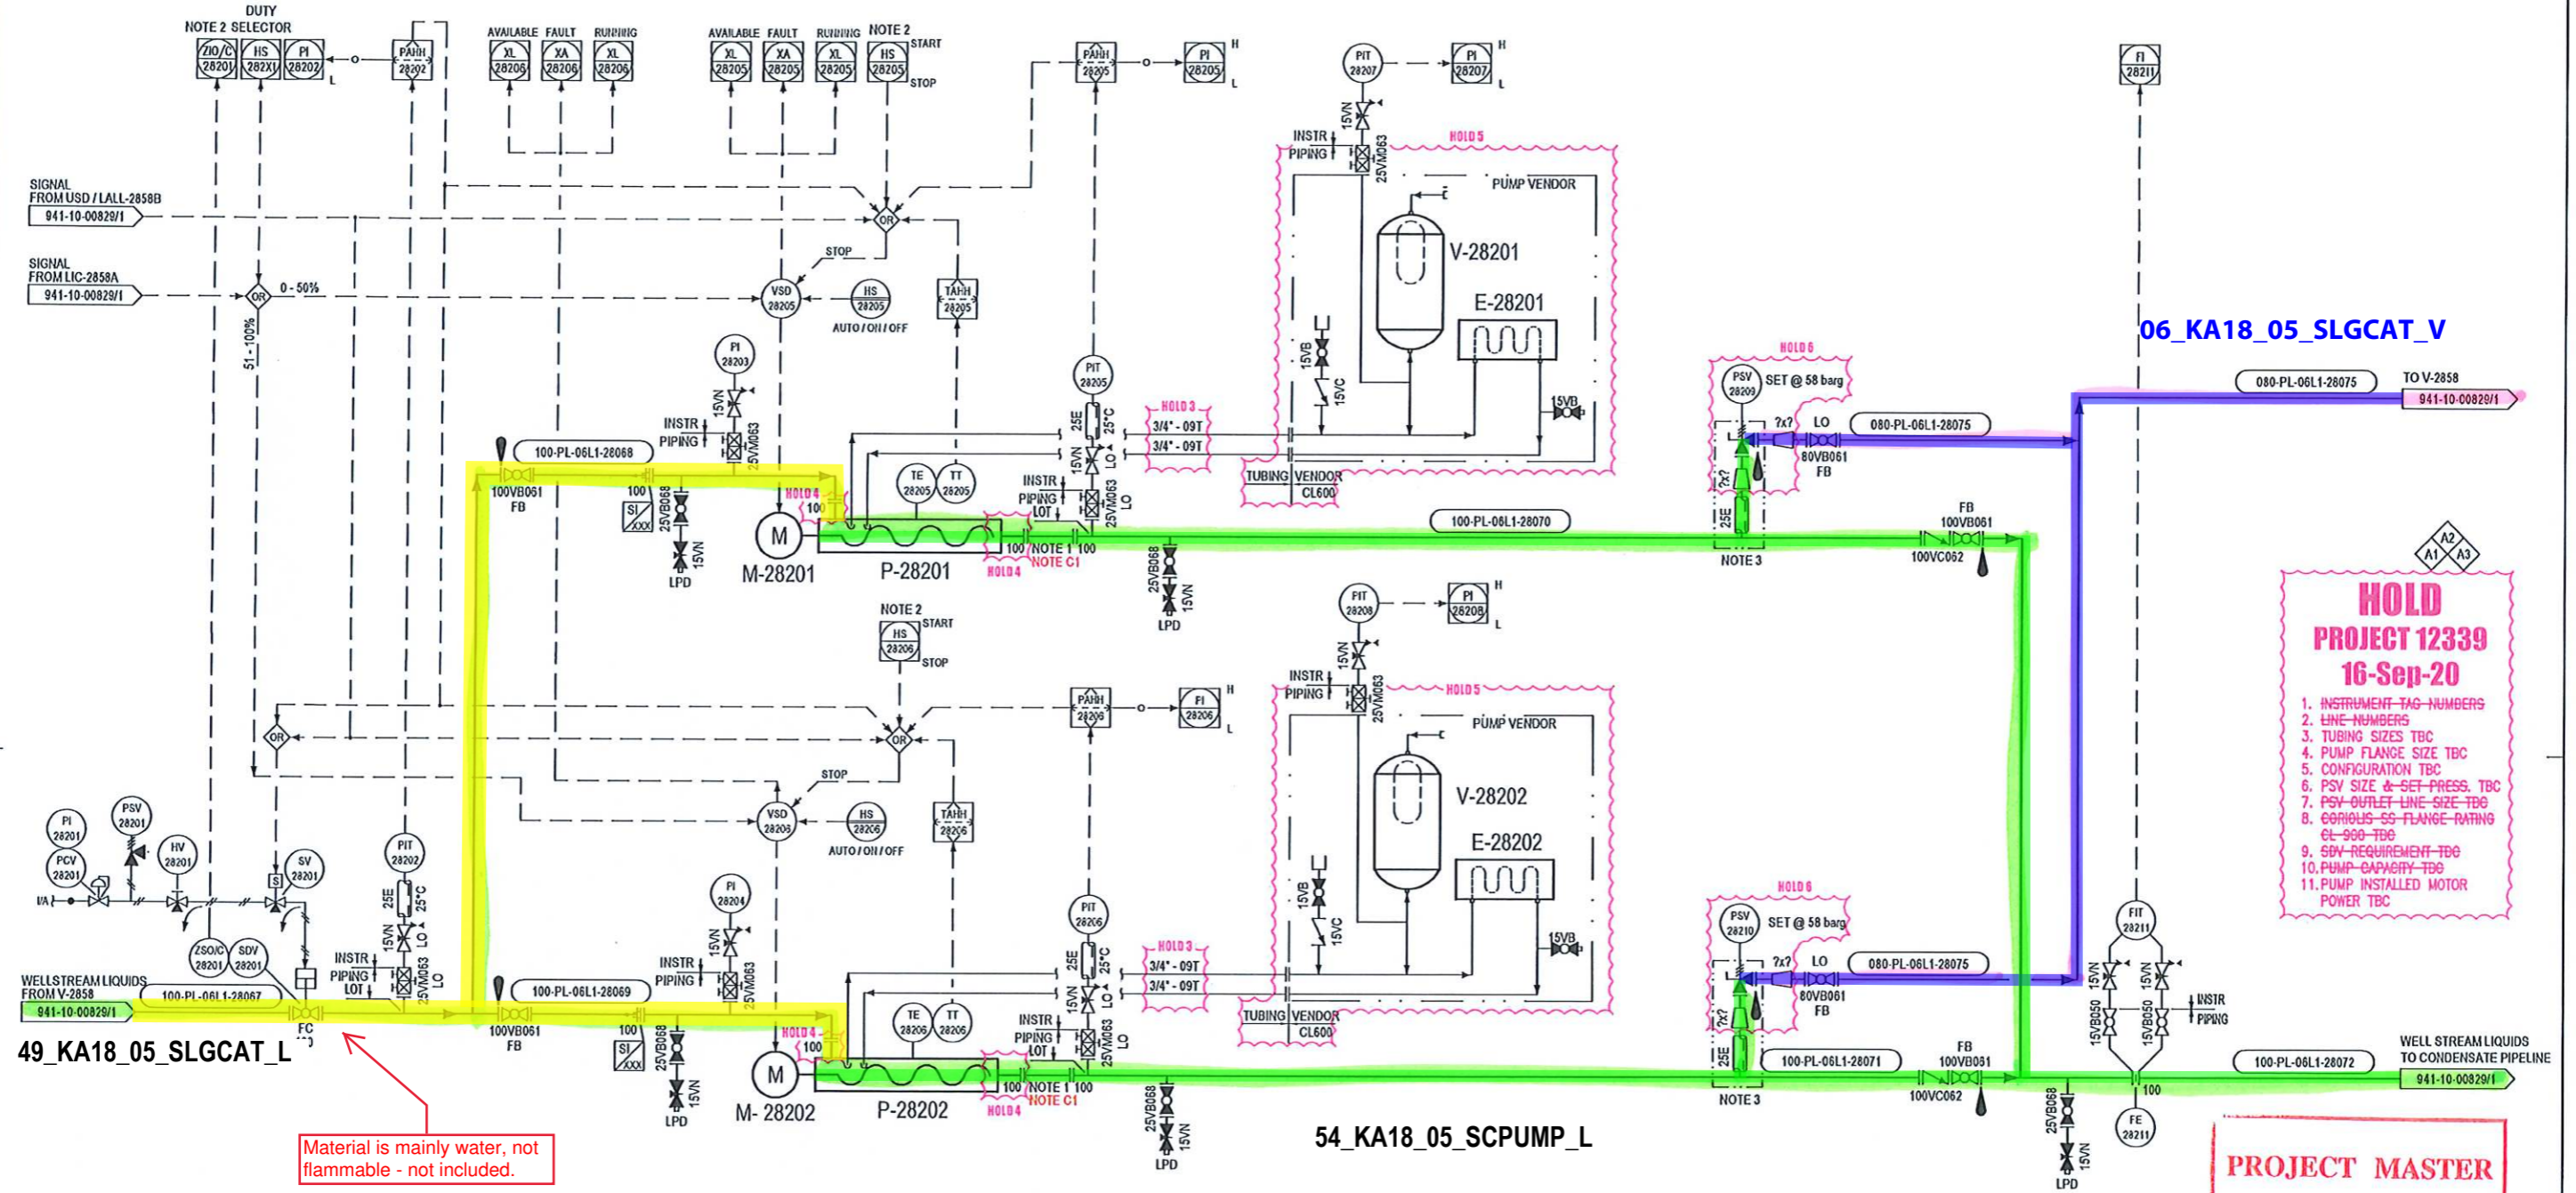 DUTY
NOTE 2 SELECTOR
ZIO/C
28201
HS
282X1
PI
28202
L
PAHH
28202
AVAILABLE FAULT RUNNING
XL
28206
XA
28206
XL
28206
AVAILABLE FAULT RUNNING NOTE 2
XL
28205
XA
28205
XL
28205
HS
28205
START
STOP
PAHH
28205
PI
28205
H
L
PIT
28207
PI
28207
H
L
FI
28211
SIGNAL
FROM USD / LALL-2858B
941-10-00829/1
SIGNAL
FROM LIC-2858A
941-10-00829/1
OR
0 - 50%
51 - 100%
OR
STOP
VSD
28205
HS
28205
AUTO / ON / OFF
TAHH
28205
15VN
INSTR
PIPING
25VM063
HOLD 5
PUMP VENDOR
V-28201
E-28201
15VB
15VC
15VB
TUBING VENDOR
CL600
PI
28203
15VN
INSTR
PIPING
25VM063
100-PL-06L1-28068
100VB061
FB
100
SI
XXX
25VB068
15VN
LPD
HOLD 4
100
M
M-28201
P-28201
TE
28205
TT
28205
PIT
28205
25E
25°C
15VN
LO
INSTR
PIPING
LOT
25VM063
LO
HOLD 3
3/4" - 09T
3/4" - 09T
HOLD 4
100 NOTE 1 100
NOTE C1
25VB068
15VN
LPD
100-PL-06L1-28070
HOLD 6
PSV
28209
SET @ 58 barg
?x?
LO
80VB061
FB
080-PL-06L1-28075
?x?
25E
NOTE 3
FB
100VB061
100VC062
06_KA18_05_SLGCAT_V
080-PL-06L1-28075
TO V-2858
941-10-00829/1
A2
A1 A3
HOLD
PROJECT 12339
16-Sep-20
1. INSTRUMENT TAG NUMBERS
2. LINE NUMBERS
3. TUBING SIZES TBC
4. PUMP FLANGE SIZE TBC
5. CONFIGURATION TBC
6. PSV SIZE & SET PRESS. TBC
7. PSV OUTLET LINE SIZE TBC
8. CORIOLIS SS FLANGE RATING
CL 900 TBC
9. SDV REQUIREMENT TBC
10. PUMP CAPACITY TBC
11. PUMP INSTALLED MOTOR
POWER TBC
NOTE 2
HS
28206
START
STOP
OR
OR
STOP
VSD
28206
HS
28206
AUTO / ON / OFF
TAHH
28206
PAHH
28206
PI
28206
H
L
PIT
28208
PI
28208
H
L
15VN
INSTR
PIPING
25VM063
HOLD 5
PUMP VENDOR
V-28202
E-28202
15VB
15VC
15VB
TUBING VENDOR
CL600
PI
28201
PCV
28201
PSV
28201
HV
28201
S
SV
28201
I/A
ZSO/C
28201
SDV
28201
FC
PIT
28202
25E
25°C
15VN
LO
INSTR
PIPING
LOT
25VM063
LO
WELLSTREAM LIQUIDS
FROM V-2858
941-10-00829/1
100-PL-06L1-28067
49_KA18_05_SLGCAT_L
Material is mainly water, not
flammable - not included.
100VB061
FB
100-PL-06L1-28069
100
SI
XXX
25VB068
15VN
LPD
PI
28204
15VN
INSTR
PIPING
25VM063
HOLD 4
100
M
M- 28202
P-28202
TE
28206
TT
28206
PIT
28206
25E
25°C
15VN
LO
INSTR
PIPING
LOT
25VM063
LO
HOLD 3
3/4" - 09T
3/4" - 09T
HOLD 4
100 NOTE 1 100
NOTE C1
25VB068
15VN
LPD
54_KA18_05_SCPUMP_L
HOLD 6
PSV
28210
SET @ 58 barg
?x?
LO
80VB061
FB
080-PL-06L1-28075
?x?
25E
NOTE 3
100-PL-06L1-28071
FB
100VB061
100VC062
FIT
28211
15VN
15VN
15VB050
15VB050
INSTR
PIPING
100
FE
28211
25VB068
15VN
LPD
100-PL-06L1-28072
WELL STREAM LIQUIDS
TO CONDENSATE PIPELINE
941-10-00829/1
PROJECT MASTER